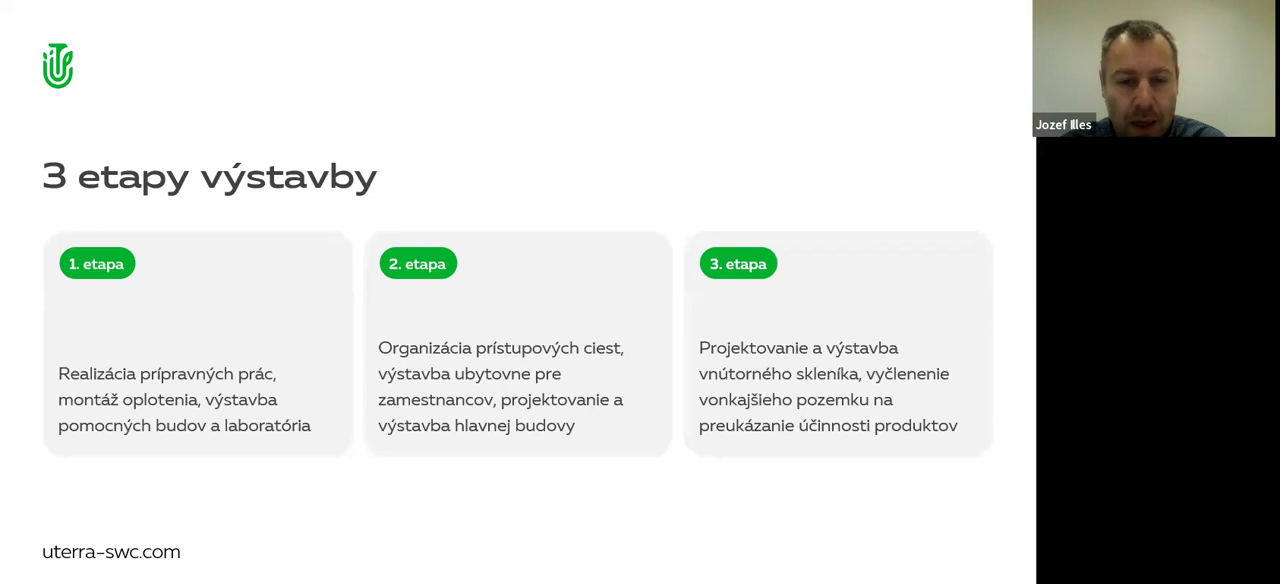 Jozef Illes
3 etapy výstavby
1. etapa
Realizácia prípravných prác,
montáž oplotenia, výstavba
pomocných budov a laboratória
2. etapa
Organizácia prístupových ciest,
výstavba ubytovne pre
zamestnancov, projektovanie a
výstavba hlavnej budovy
3. etapa
Projektovanie a výstavba
vnútorného skleníka, vyčlenenie
vonkajšieho pozemku na
preukázanie účinnosti produktov
uterra-swc.com